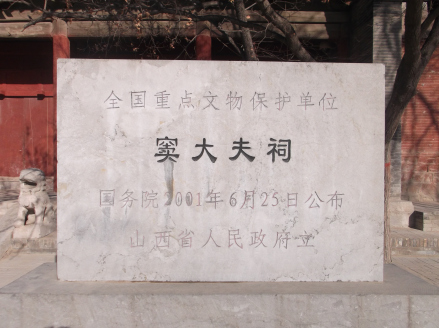 全国重点文物保护单位
窦大夫祠
国务院2001年6月25日公布
山西省人民政府立